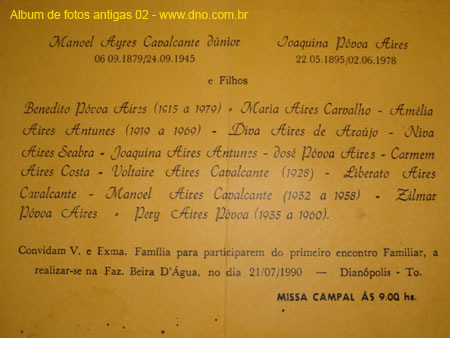 Album de fotos antigas 02 - www.dno.com.br
Manoel Ayres Cavalcante Júnior
06 09.1879/24.09.1945
Joaquina Póvoa Aires
22 05.1895/02.06.1978
e Filhos
Benedito Póvoa Aires (1915 a 1979) - Maria Aires Carvalho - Amélia
Aires Antunes (1919 a 1969) - Diva Aires de Araújo - Niva
Aires Seabra - Joaquina Aires Antunes - José Póvoa Aires - Carmem
Aires Costa - Voltaire Aires Cavalcante (1928) - Liberato Aires
Cavalcante - Manoel Aires Cavalcante (1932 a 1958) - Zilmar
Póvoa Aires - Pery Aires Póvoa (1935 a 1960).
Convidam V. e Exma. Família para participarem do primeiro encontro Familiar, a
realizar-se na Faz. Beira D'Água, no dia 21/07/1990 — Dianópolis - To.
MISSA CAMPAL ÁS 9.00 hs.